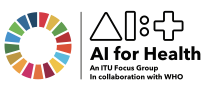 AI for Health
An ITU Focus Group
In collaboration with WHO